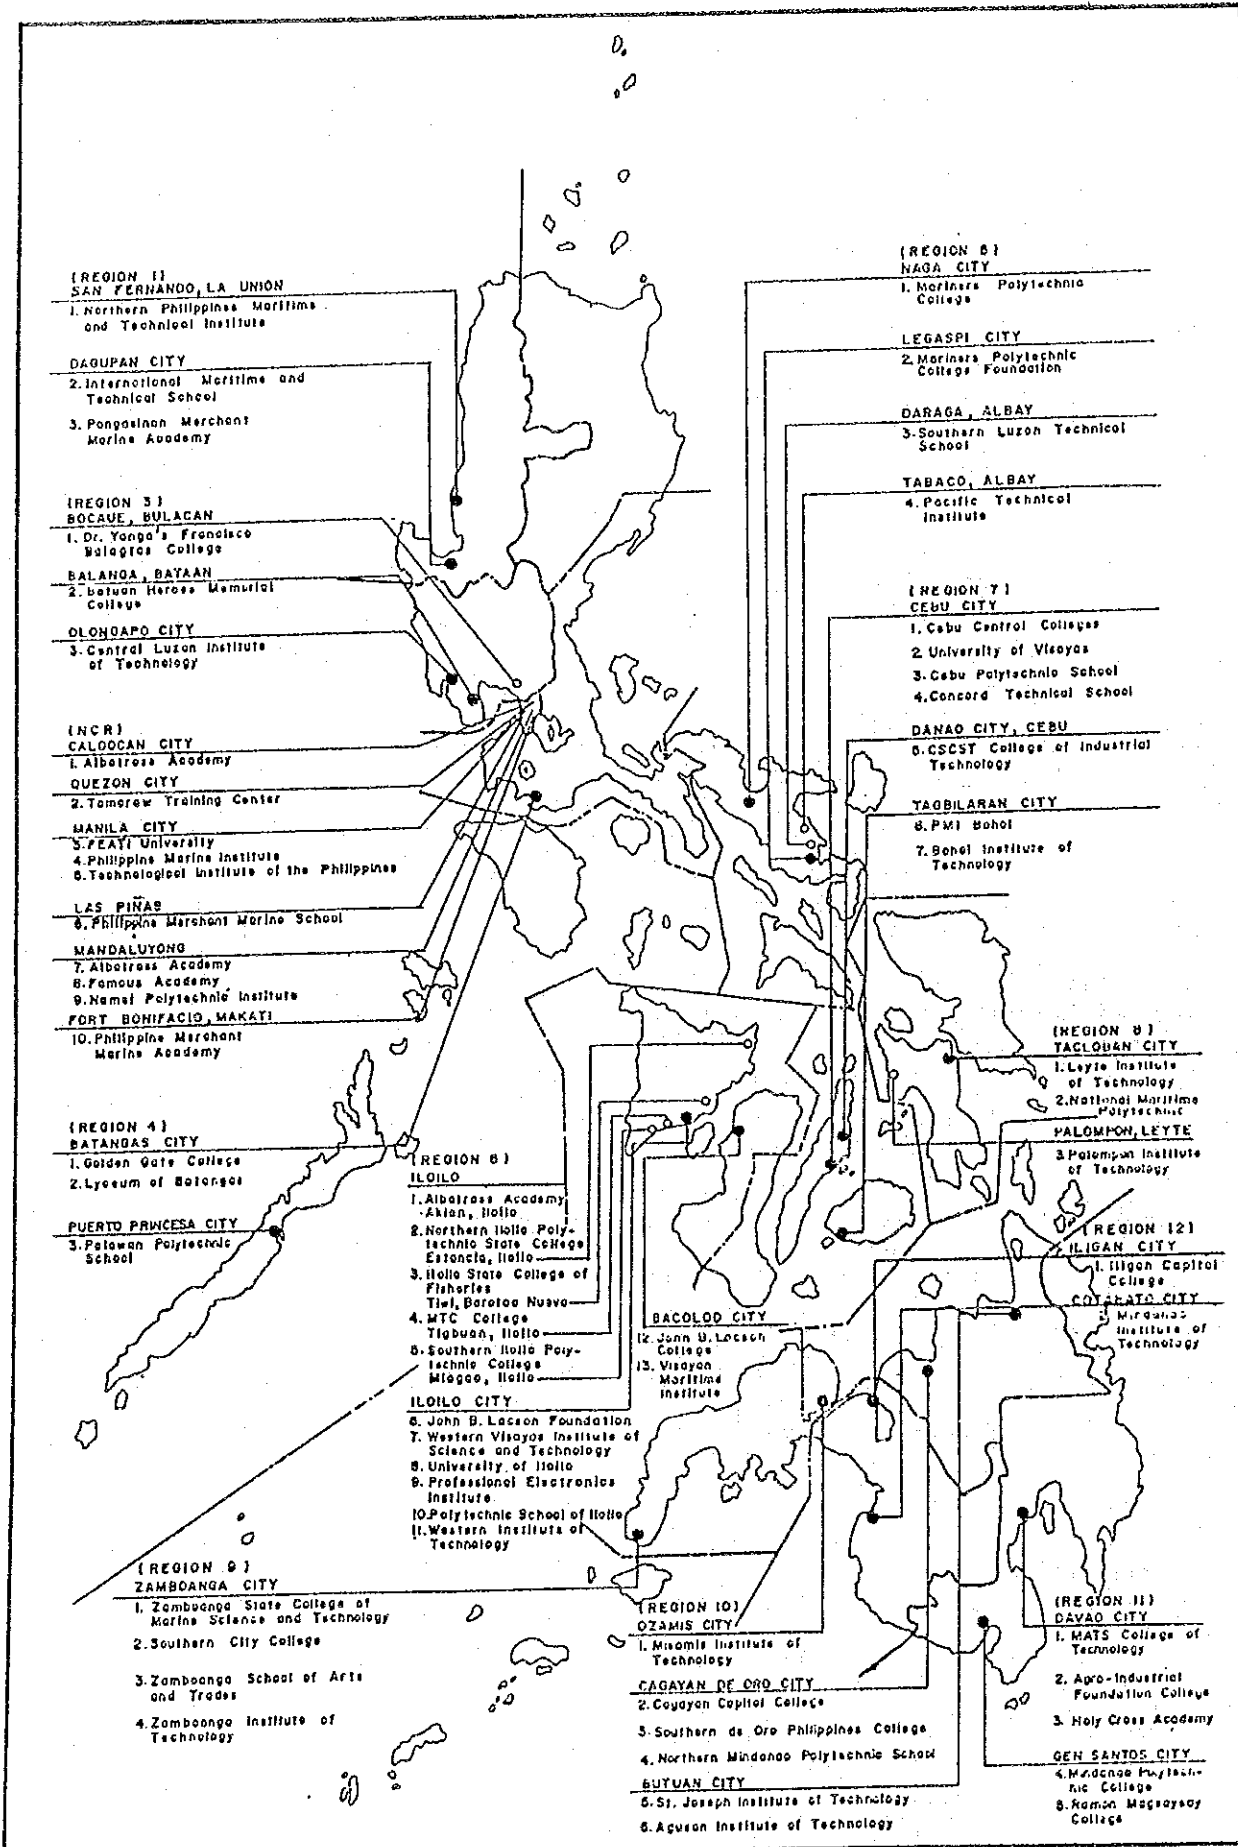 (REGION 1)
SAN FERNANDO, LA UNION
1. Northern Philippines Maritime
and Technical Institute
DAGUPAN CITY
2. International Maritime and
Technical School
3. Pangasinan Merchant
Marine Academy
(REGION 3)
BOCAUE, BULACAN
1. Dr. Yanga's Francisco
Balagtas College
BALANGA, BATAAN
2. Bataan Heroes Memorial
College
OLONGAPO CITY
3. Central Luzon Institute
of Technology
(NCR)
CALOOCAN CITY
1. Albatross Academy
QUEZON CITY
2. Tomorow Training Center
MANILA CITY
3. FEATI University
4. Philippine Marine Institute
5. Technological Institute of the Philippines
LAS PIÑAS
6. Philippine Merchant Marine School
MANDALUYONG
7. Albatross Academy
8. Famous Academy
9. Namei Polytechnic Institute
FORT BONIFACIO, MAKATI
10. Philippine Merchant
Marine Academy
(REGION 4)
BATANGAS CITY
1. Golden Gate College
2. Lyceum of Batangas
PUERTO PRINCESA CITY
3. Palawan Polytechnic
School
(REGION 6)
ILOILO
1. Albatross Academy
Aklan, Iloilo
2. Northern Iloilo Poly-
technic State College
Estancia, Iloilo
3. Iloilo State College of
Fisheries
Tiwi, Barotac Nuevo
4. MTC College
Tigbuan, Iloilo
5. Southern Iloilo Poly-
technic College
Miagao, Iloilo
ILOILO CITY
6. John B. Lacson Foundation
7. Western Visayas Institute of
Science and Technology
8. University of Iloilo
9. Professional Electronics
Institute
10. Polytechnic School of Iloilo
11. Western Institute of
Technology
BACOLOD CITY
12. John B. Lacson
College
13. Visayan
Maritime
Institute
(REGION 9)
ZAMBOANGA CITY
1. Zamboanga State College of
Marine Science and Technology
2. Southern City College
3. Zamboanga School of Arts
and Trades
4. Zamboanga Institute of
Technology
(REGION 5)
NAGA CITY
1. Mariners Polytechnic
College
LEGASPI CITY
2. Mariners Polytechnic
College Foundation
DARAGA, ALBAY
3. Southern Luzon Technical
School
TABACO, ALBAY
4. Pacific Technical
Institute
(REGION 7)
CEBU CITY
1. Cebu Central Colleges
2. University of Visayas
3. Cebu Polytechnic School
4. Concord Technical School
DANAO CITY, CEBU
5. CSCST College of Industrial
Technology
TAGBILARAN CITY
6. PMI Bohol
7. Bohol Institute of
Technology
(REGION 8)
TACLOBAN CITY
1. Leyte Institute
of Technology
2. National Maritime
Polytechnic
PALOMPON, LEYTE
3. Palompon Institute
of Technology
(REGION 12)
ILIGAN CITY
1. Iligan Capitol
College
COTABATO CITY
Mindanao
Institute of
Technology
(REGION 10)
OZAMIS CITY
1. Misamis Institute of
Technology
CAGAYAN DE ORO CITY
2. Cagayan Capitol College
3. Southern de Oro Philippines College
4. Northern Mindanao Polytechnic School
BUTUAN CITY
5. St. Joseph Institute of Technology
6. Agusan Institute of Technology
(REGION 11)
DAVAO CITY
1. MATS College of
Technology
2. Agro-Industrial
Foundation College
3. Holy Cross Academy
GEN SANTOS CITY
4. Mindanao Polytech-
nic College
5. Ramon Magsaysay
College